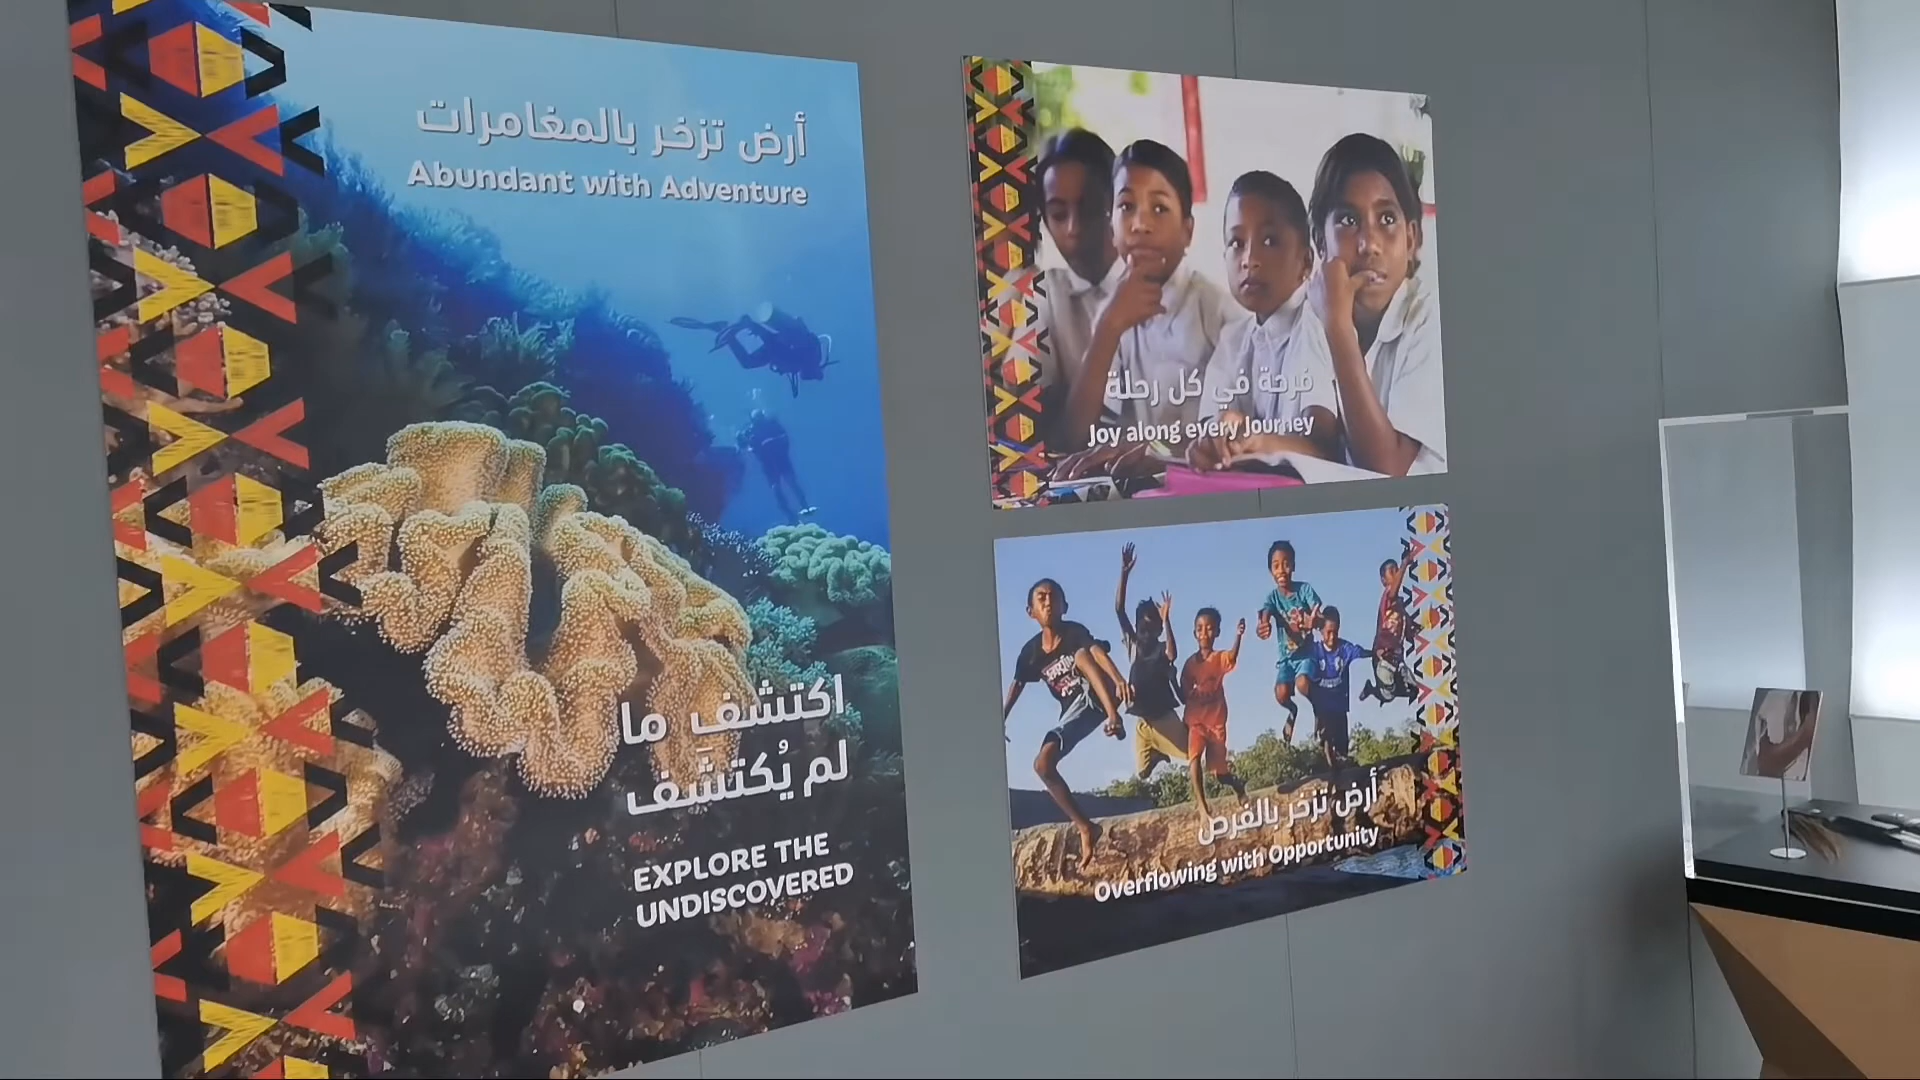 أرض تزخر بالمغامرات
Abundant with Adventure
اكتشفِ ما
لم يُكتشف
EXPLORE THE
UNDISCOVERED
فرحة في كل رحلة
Joy along every Journey
أرض تزخر بالفرص
Overflowing with Opportunity